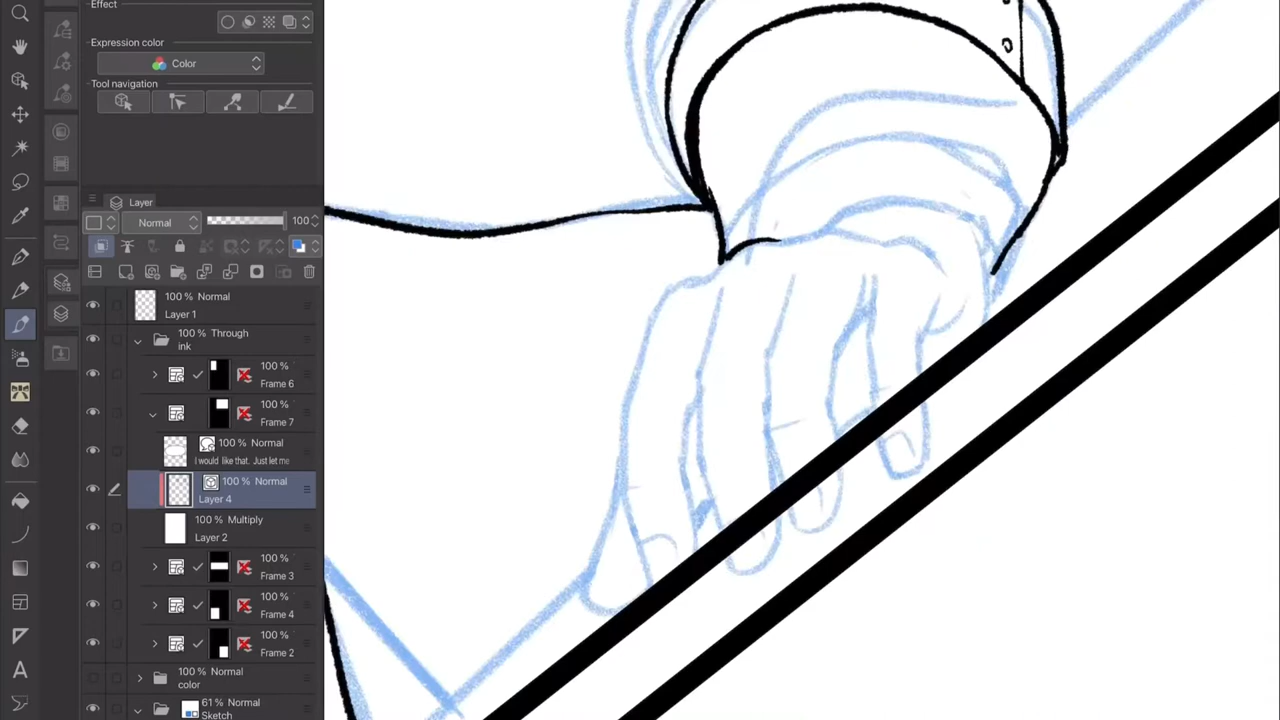 Effect
Expression color
Color
Tool navigation
Layer
Normal
100
100 % Normal
Layer 1
100 % Through
ink
100 %
Frame 6
100 %
Frame 7
100 % Normal
I would like that. Just let me
100 % Normal
Layer 4
100 % Multiply
Layer 2
100 %
Frame 3
100 %
Frame 4
100 %
Frame 2
100 % Normal
color
61 % Normal
Sketch